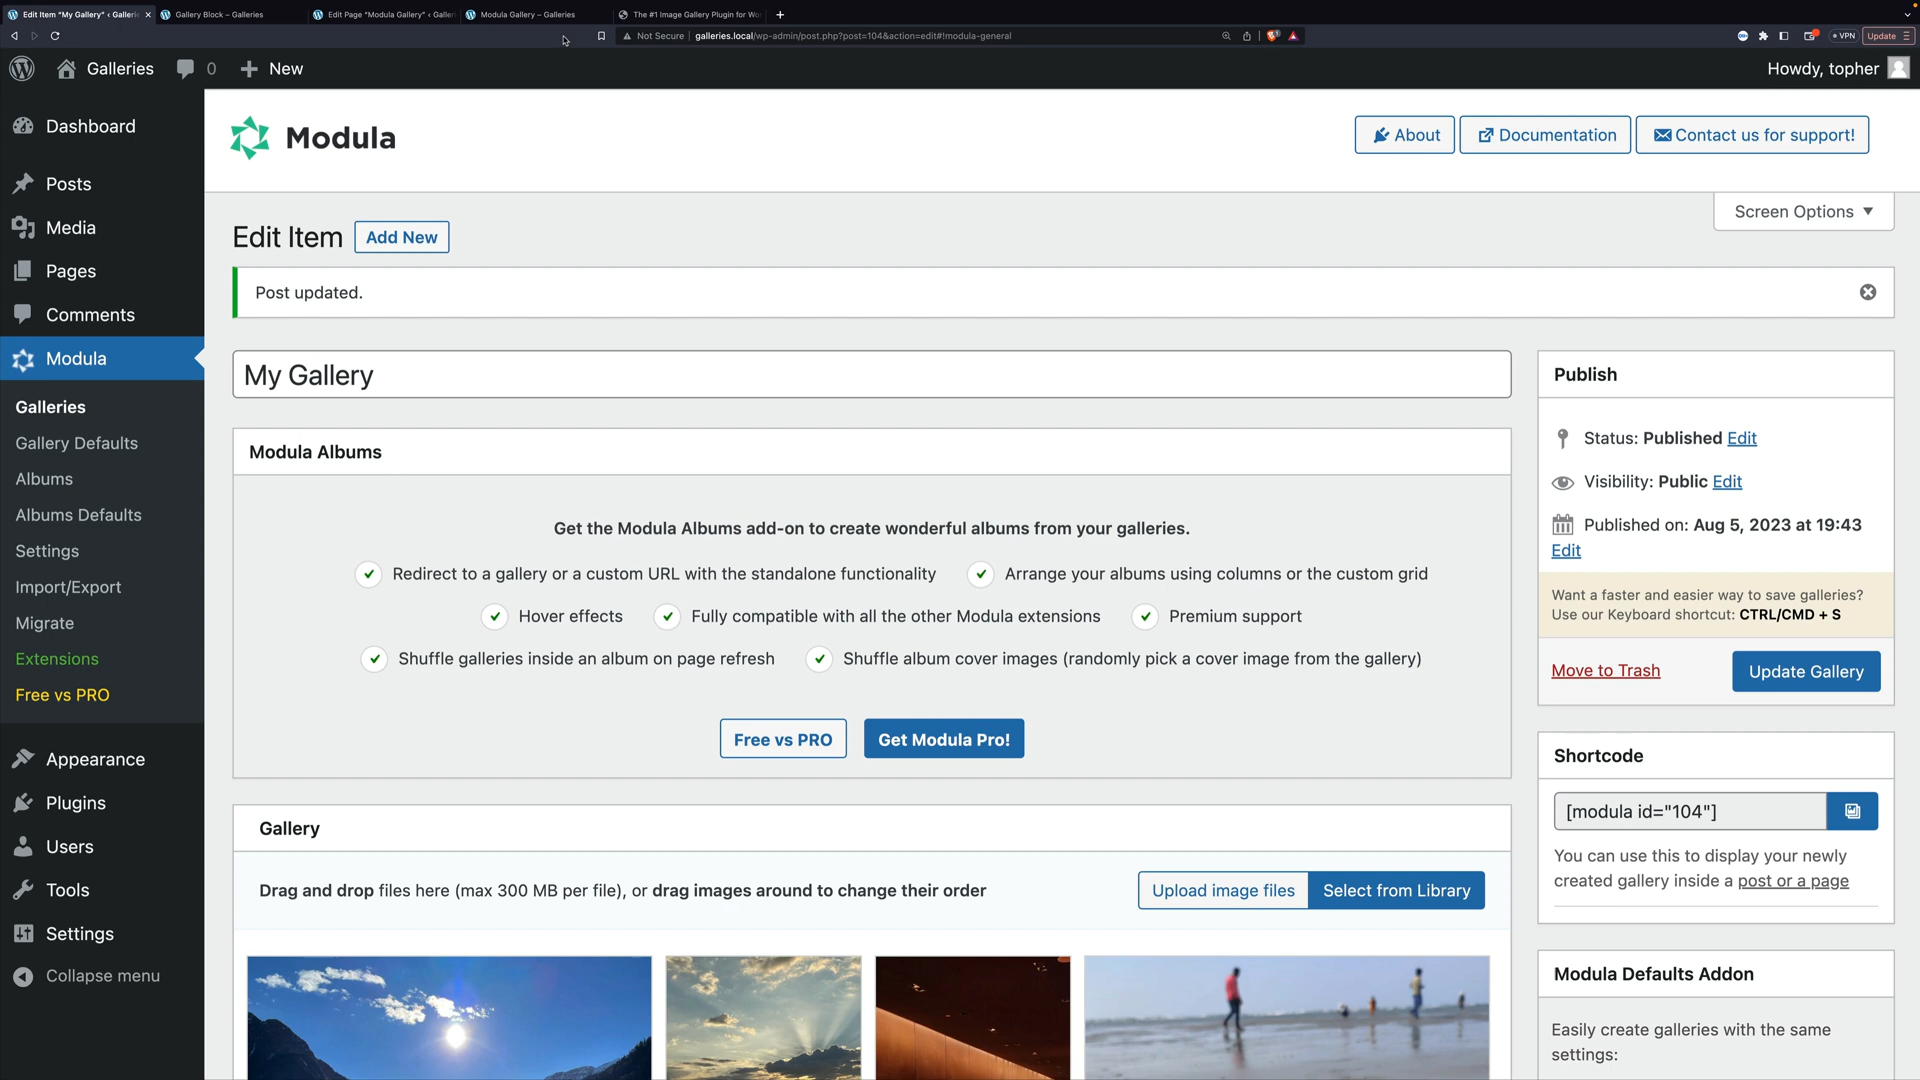 Edit Item “My Gallery” ‹ Galleri
Gallery Block – Galleries
Edit Page “Modula Gallery” ‹ Galler
Modula Gallery – Galleries
The #1 Image Gallery Plugin for Wo
Not Secure
galleries.local/wp-admin/post.php?post=104&action=edit#!modula-general
VPN
Update
Galleries
0
New
Howdy, topher
Dashboard
Posts
Media
Pages
Comments
Modula
Galleries
Gallery Defaults
Albums
Albums Defaults
Settings
Import/Export
Migrate
Extensions
Free vs PRO
Appearance
Plugins
Users
Tools
Settings
Collapse menu
Modula
About
Documentation
Contact us for support!
Screen Options
Edit Item
Add New
Post updated.
My Gallery
Modula Albums
Get the Modula Albums add-on to create wonderful albums from your galleries.
Redirect to a gallery or a custom URL with the standalone functionality
Arrange your albums using columns or the custom grid
Hover effects
Fully compatible with all the other Modula extensions
Premium support
Shuffle galleries inside an album on page refresh
Shuffle album cover images (randomly pick a cover image from the gallery)
Free vs PRO
Get Modula Pro!
Gallery
Drag and drop files here (max 300 MB per file), or drag images around to change their order
Upload image files
Select from Library
Publish
Status: Published Edit
Visibility: Public Edit
Published on: Aug 5, 2023 at 19:43
Edit
Want a faster and easier way to save galleries?
Use our Keyboard shortcut: CTRL/CMD + S
Move to Trash
Update Gallery
Shortcode
[modula id="104"]
You can use this to display your newly
created gallery inside a post or a page
Modula Defaults Addon
Easily create galleries with the same
settings: